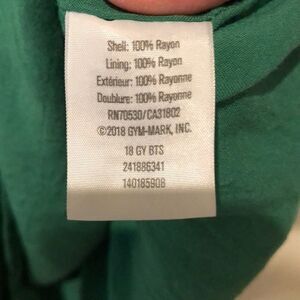 Shell: 100% Rayon
Lining: 100% Rayon
Extérieur: 100% Rayonne
Doublure: 100% Rayonne
RN70530/CA31802
©2018 GYM-MARK, INC.
18 GY BTS
241886341
140185908